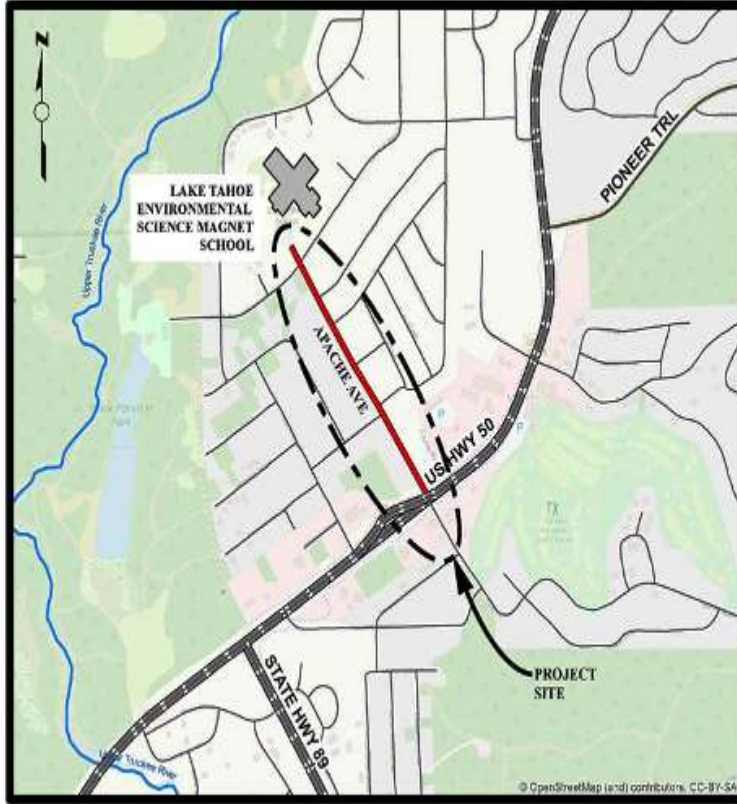 Z
PIONEER TRL
LAKE TAHOE
ENVIRONMENTAL
SCIENCE MAGNET
SCHOOL
Upper Truckee River
APACHE AVE
US HWY 50
P
P
PROJECT
SITE
STATE HWY 89
Upper Truckee River
© OpenStreetMap (and) contributors, CC-BY-SA